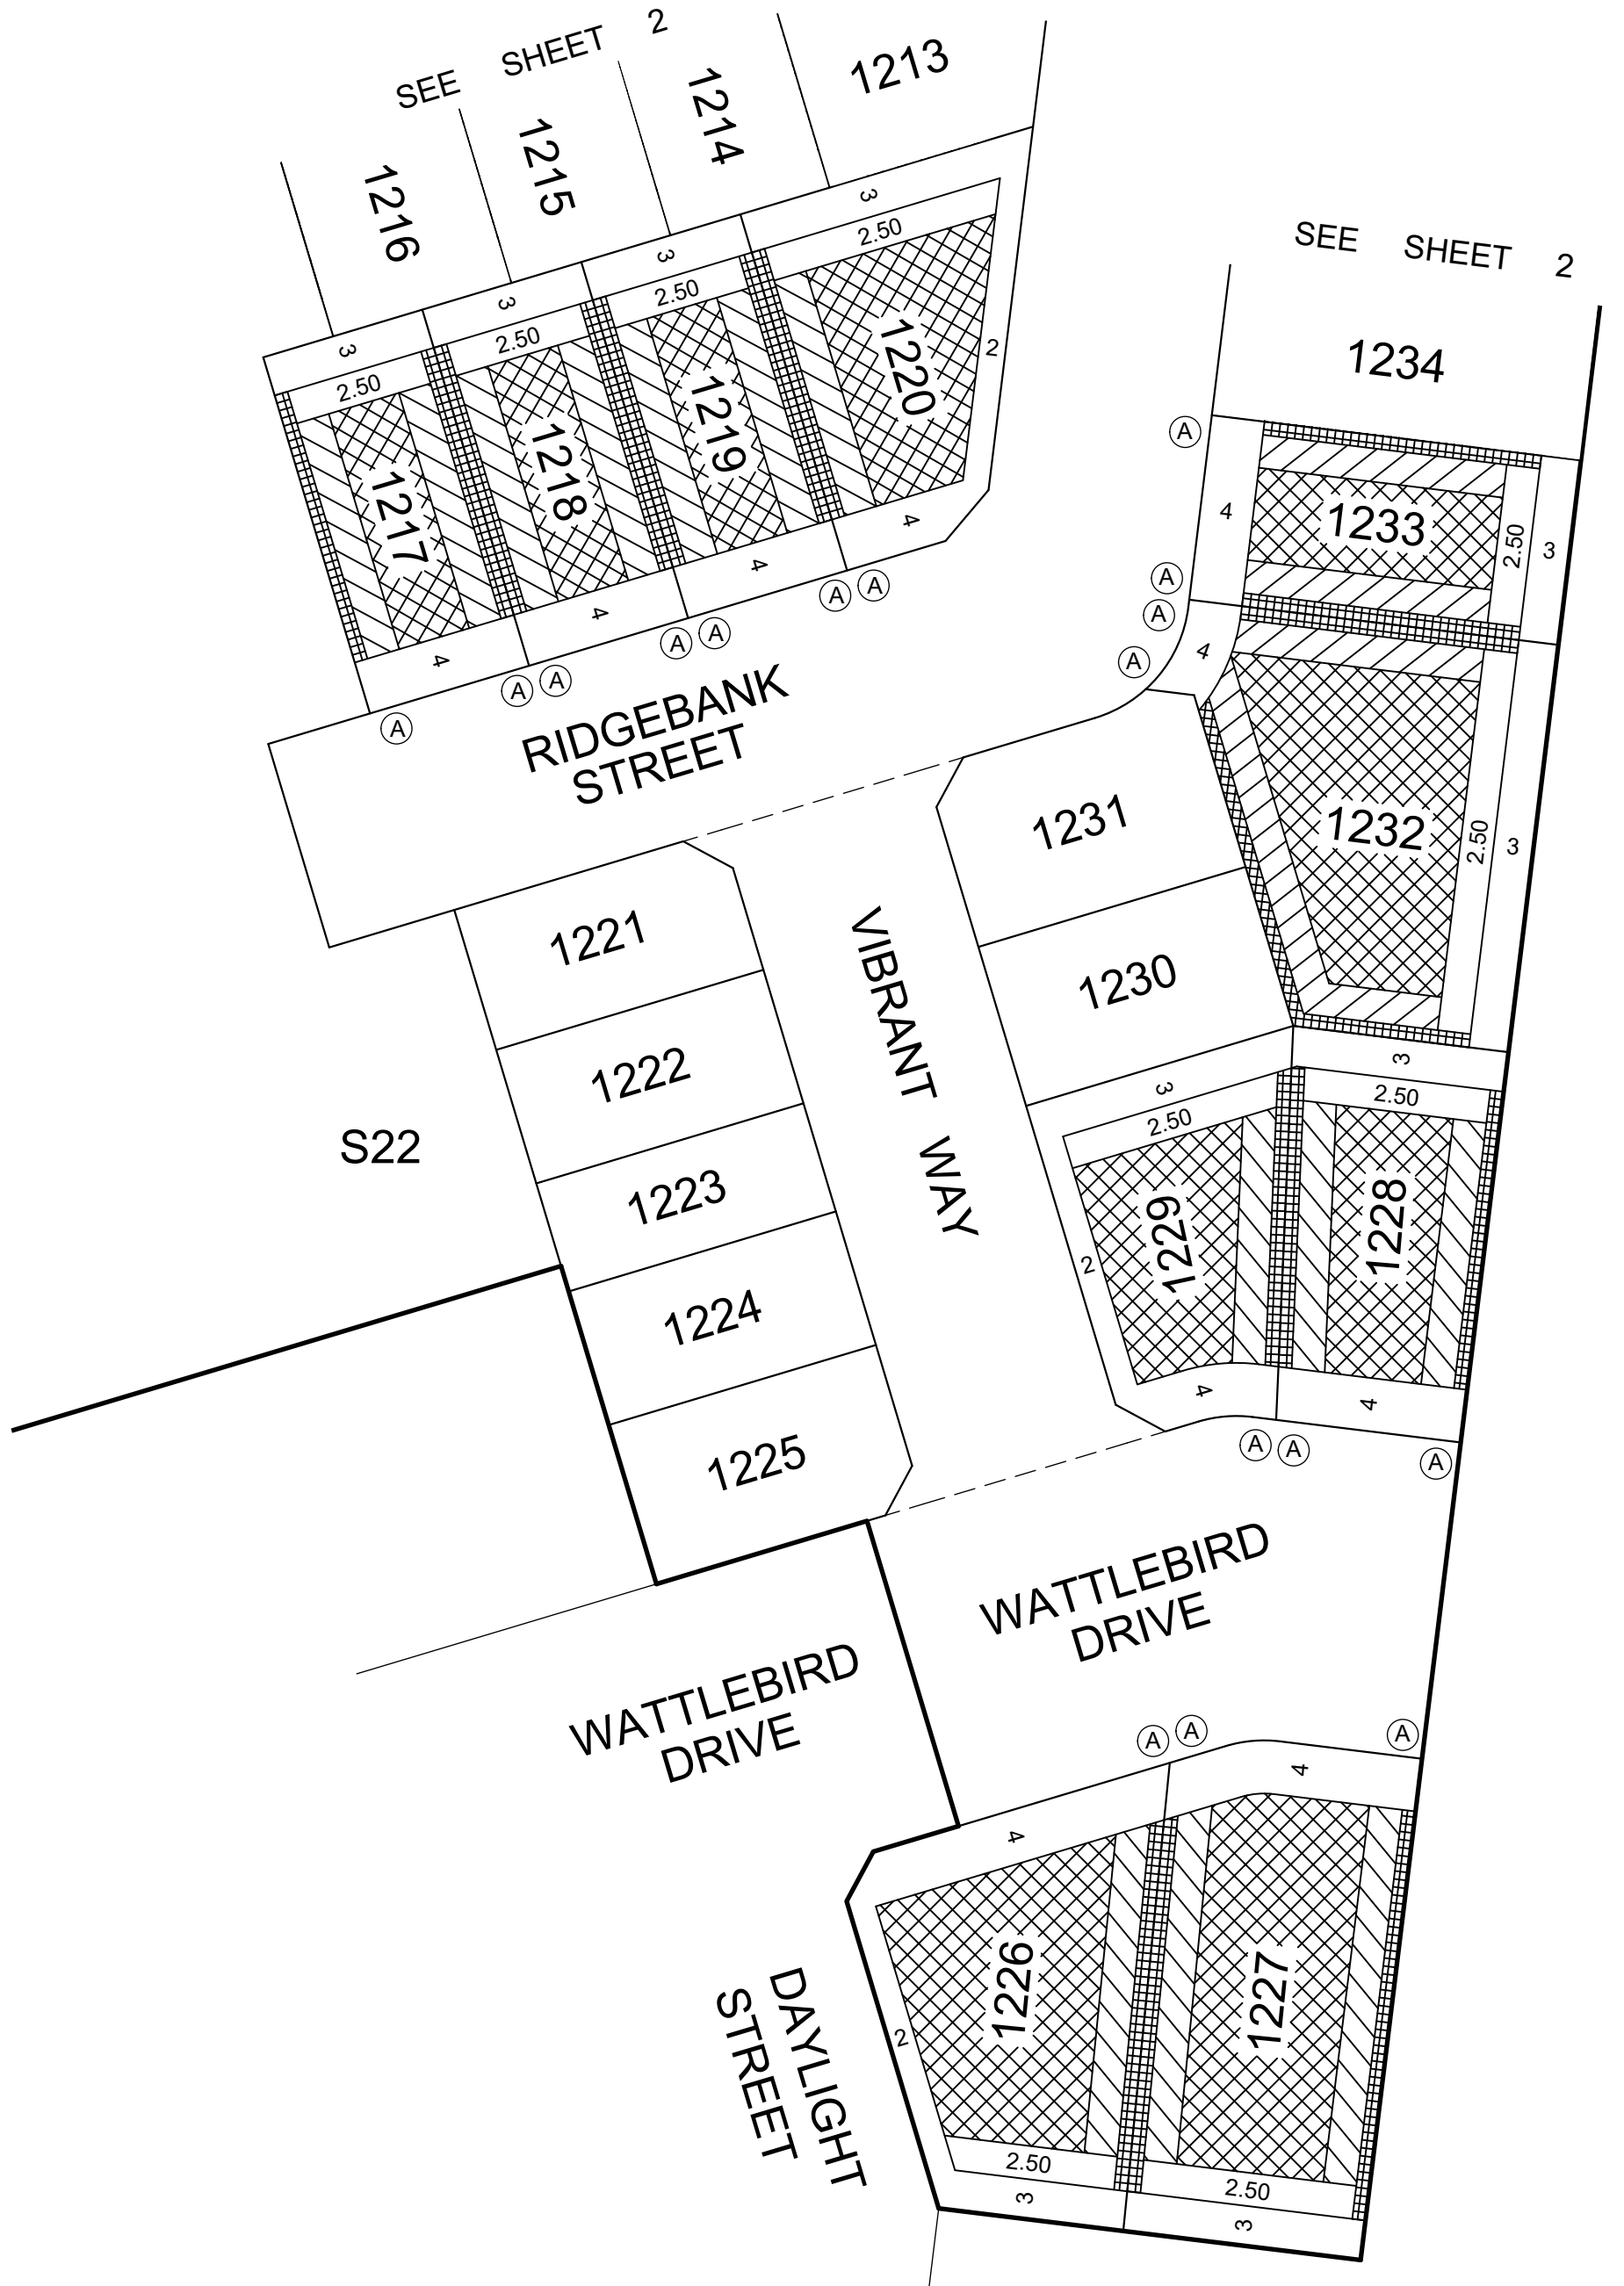 SEE SHEET 2
1213
1214
1215
1216
3
3
3
3
2.50
2.50
2.50
2.50
1217
1218
1219
1220
2
4
4
4
4
A
A
A
A
A
A
A
RIDGEBANK
STREET
SEE SHEET 2
1234
A
4
1233
2.50
3
A
A
A
4
1232
2.50
3
1231
1230
1221
1222
1223
1224
1225
VIBRANT WAY
S22
3
2.50
3
2.50
1229
1228
2
4
4
A
A
A
WATTLEBIRD
DRIVE
WATTLEBIRD
DRIVE
A
A
A
4
4
1226
1227
2
2.50
2.50
3
3
DAYLIGHT
STREET